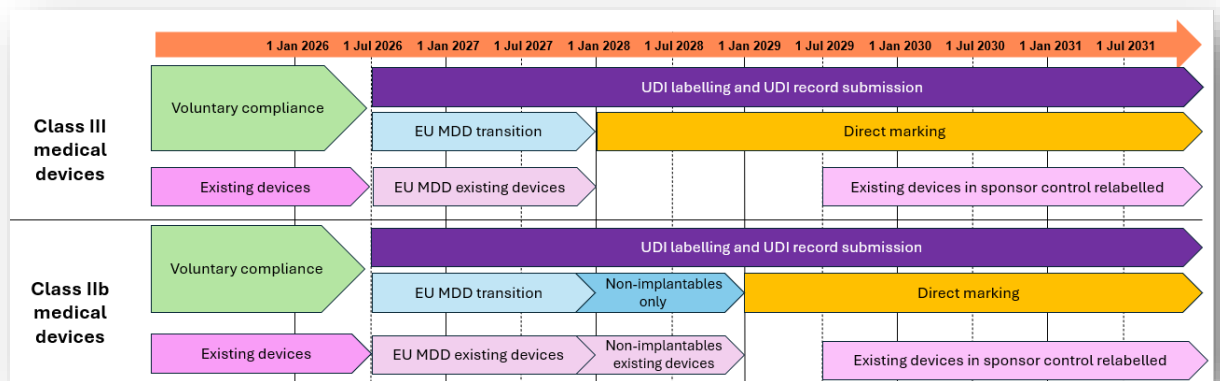 1 Jan 2026 1 Jul 2026 1 Jan 2027 1 Jul 2027 1 Jan 2028 1 Jul 2028 1 Jan 2029 1 Jul 2029 1 Jan 2030 1 Jul 2030 1 Jan 2031 1 Jul 2031
Class III
medical
devices
Voluntary compliance
UDI labelling and UDI record submission
EU MDD transition
Direct marking
Existing devices
EU MDD existing devices
Existing devices in sponsor control relabelled
Class IIb
medical
devices
Voluntary compliance
UDI labelling and UDI record submission
EU MDD transition
Non-implantables
only
Direct marking
Existing devices
EU MDD existing devices
Non-implantables
existing devices
Existing devices in sponsor control relabelled